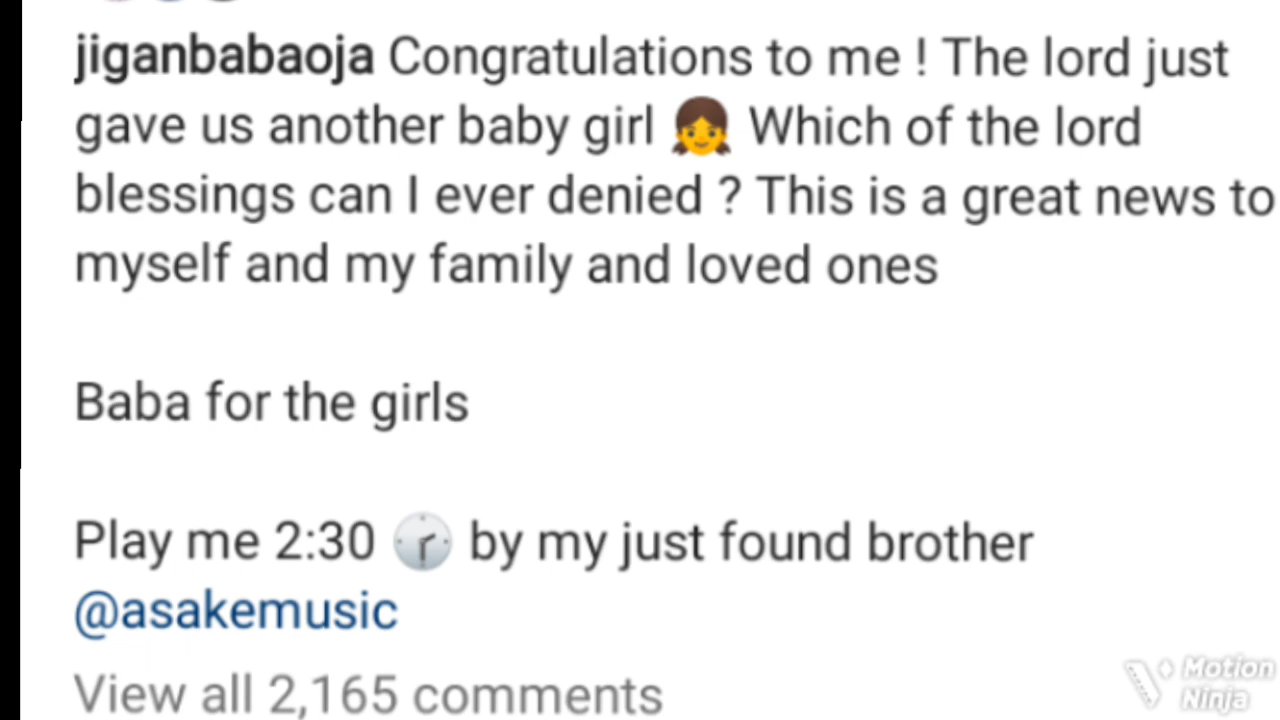 jiganbabaoja Congratulations to me ! The lord just
gave us another baby girl 👧 Which of the lord
blessings can I ever denied ? This is a great news to
myself and my family and loved ones
Baba for the girls
Play me 2:30 🕝 by my just found brother
@asakemusic
View all 2,165 comments
Motion
Ninja